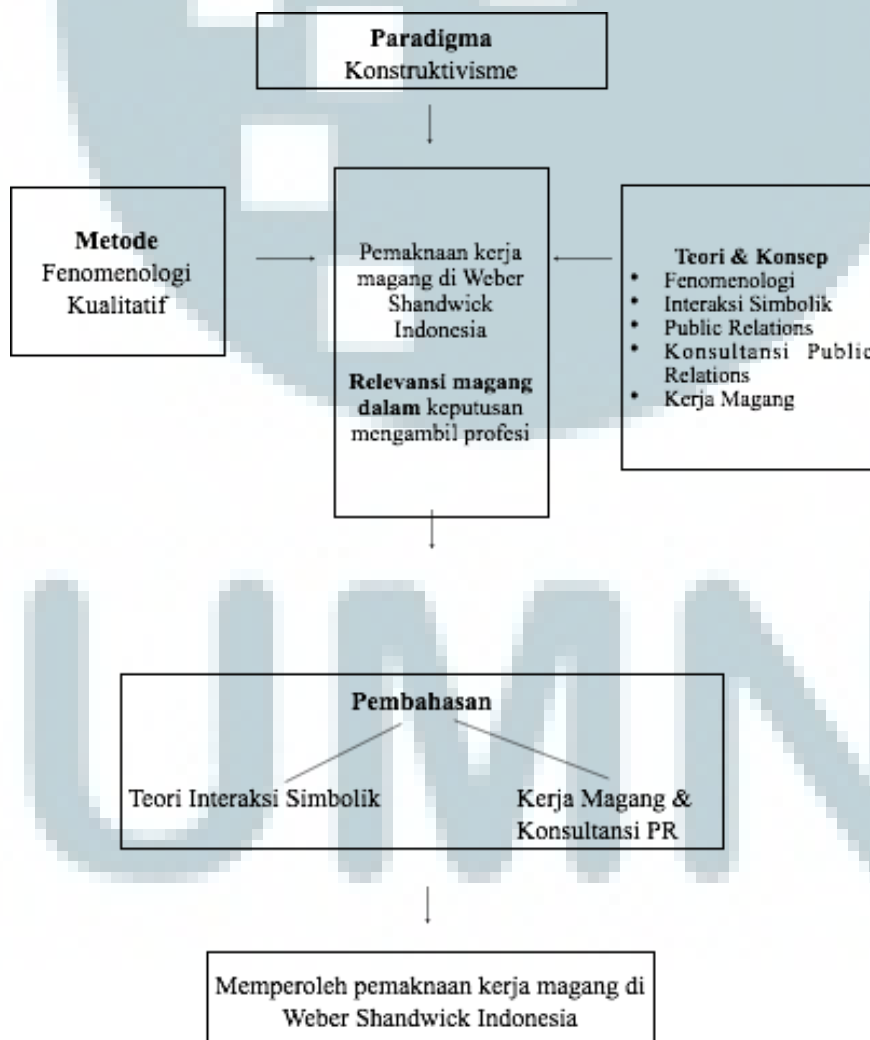 Paradigma
Konstruktivisme
Metode
Fenomenologi
Kualitatif
Pemaknaan kerja
magang di Weber
Shandwick
Indonesia
Relevansi magang
dalam keputusan
mengambil profesi
Teori & Konsep
• Fenomenologi
• Interaksi Simbolik
• Public Relations
• Konsultansi Public
Relations
• Kerja Magang
Pembahasan
Teori Interaksi Simbolik
Kerja Magang &
Konsultansi PR
Memperoleh pemaknaan kerja magang di
Weber Shandwick Indonesia
UMN